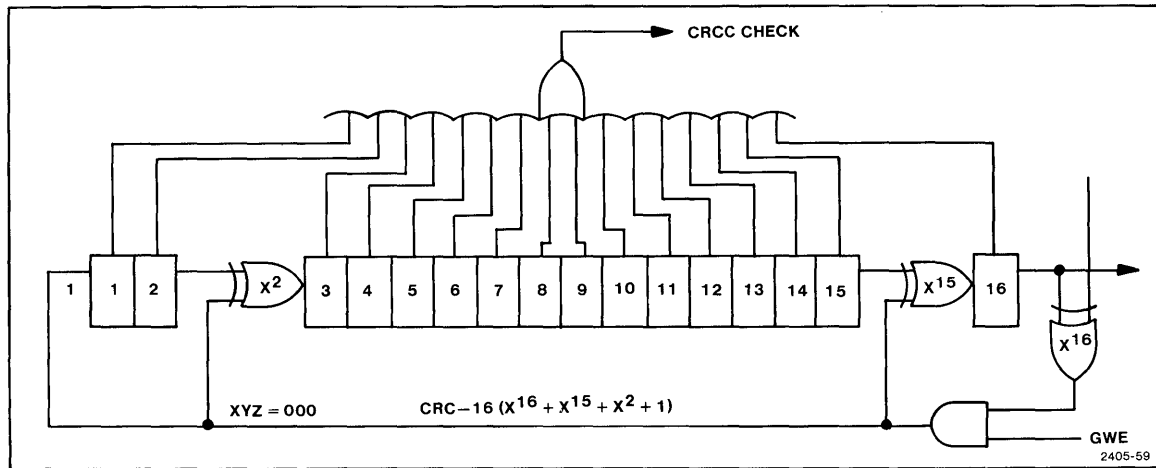 CRCC CHECK
1 1 2 X² 3 4 5 6 7 8 9 10 11 12 13 14 15 X¹⁵ 16
X¹⁶
XYZ = 000 CRC–16 (X¹⁶ + X¹⁵ + X² + 1)
GWE
2405-59